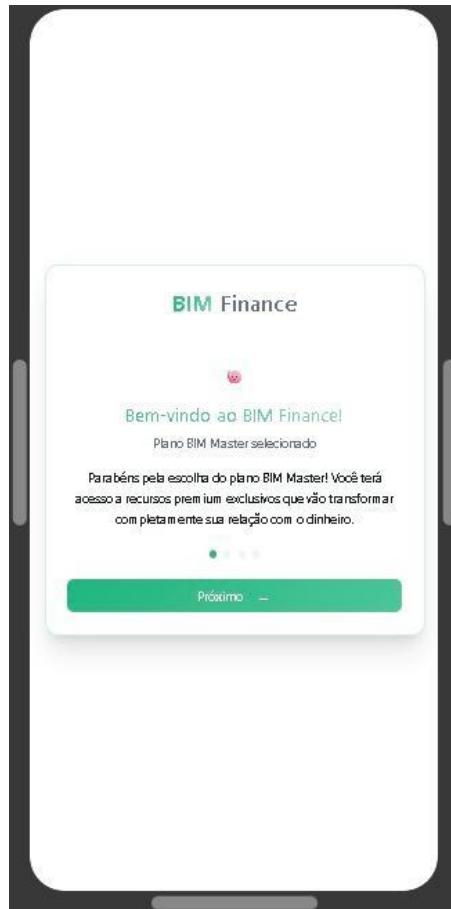 BIM Finance
Bem-vindo ao BIM Finance!
Plano BIM Master selecionado
Parabéns pela escolha do plano BIM Master! Você terá
acesso a recursos premium exclusivos que vão transformar
completamente sua relação com o dinheiro.
Próximo